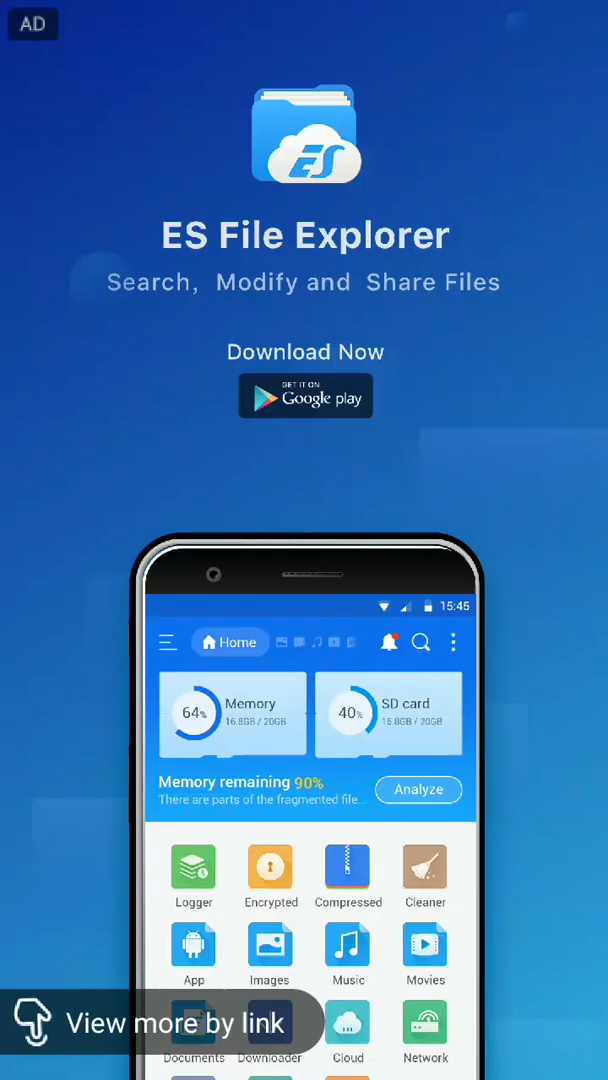 AD
ES
ES File Explorer
Search, Modify and Share Files
Download Now
GET IT ON
Google play
15:45
Home
64%
Memory
16.8GB / 20GB
40%
SD card
16.8GB / 20GB
Memory remaining 90%
There are parts of the fragmented file...
Analyze
Logger Encrypted Compressed Cleaner
App Images Music Movies
View more by link
Documents Downloader Cloud Network